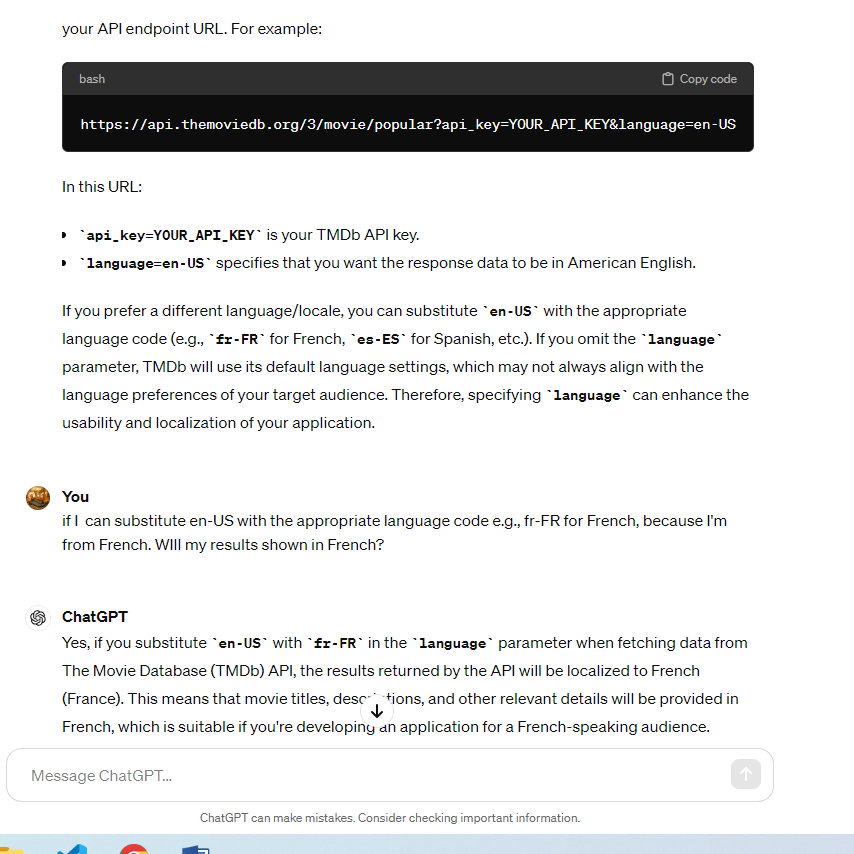 your API endpoint URL. For example:
bash
Copy code
https://api.themoviedb.org/3/movie/popular?api_key=YOUR_API_KEY&language=en-US
In this URL:
• `api_key=YOUR_API_KEY` is your TMDb API key.
• `language=en-US` specifies that you want the response data to be in American English.
If you prefer a different language/locale, you can substitute `en-US` with the appropriate
language code (e.g., `fr-FR` for French, `es-ES` for Spanish, etc.). If you omit the `language`
parameter, TMDb will use its default language settings, which may not always align with the
language preferences of your target audience. Therefore, specifying `language` can enhance the
usability and localization of your application.
You
if I  can substitute en-US with the appropriate language code e.g., fr-FR for French, because I'm
from French. WIll my results shown in French?
ChatGPT
Yes, if you substitute `en-US` with `fr-FR` in the `language` parameter when fetching data from
The Movie Database (TMDb) API, the results returned by the API will be localized to French
(France). This means that movie titles, descriptions, and other relevant details will be provided in
French, which is suitable if you're developing an application for a French-speaking audience.
Message ChatGPT...
ChatGPT can make mistakes. Consider checking important information.